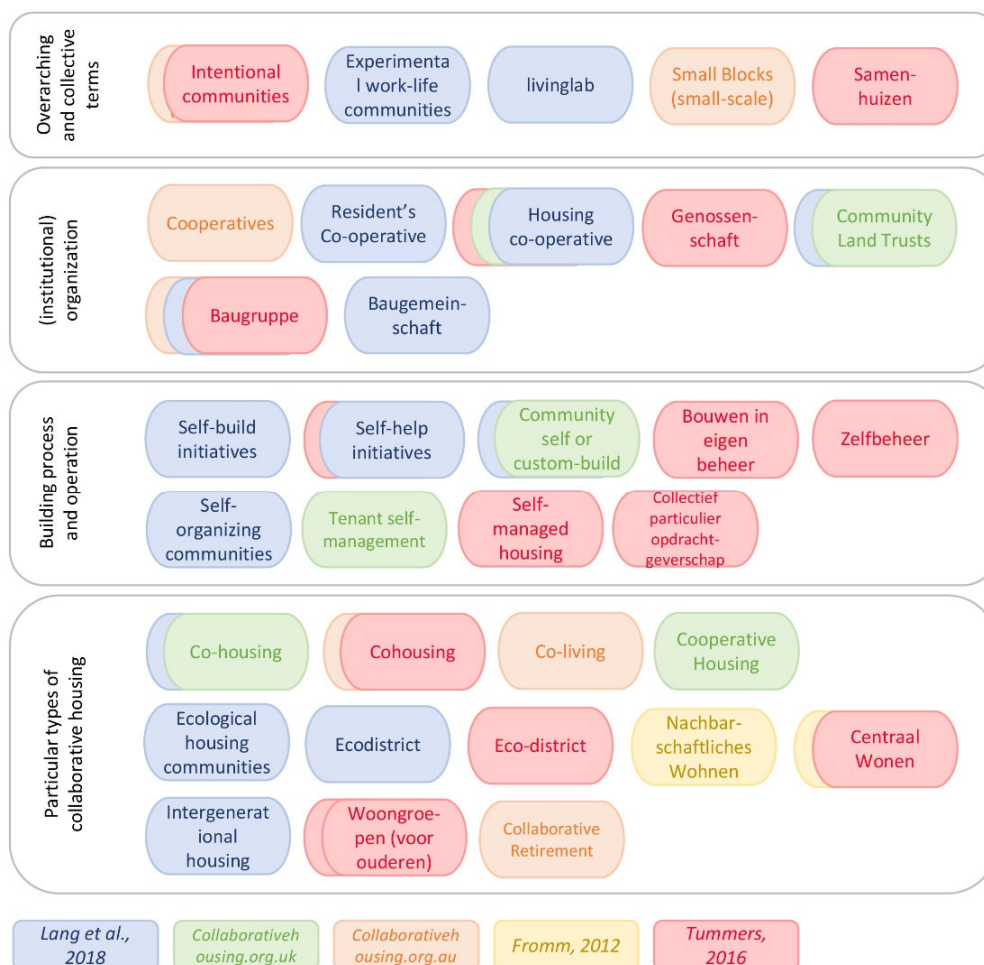 Overarching
and collective
terms
Intentional
communities
Experimenta
l work-life
communities
livinglab
Small Blocks
(small-scale)
Samen-
huizen
(institutional)
organization
Cooperatives
Resident's
Co-operative
Housing
co-operative
Genossen-
schaft
Community
Land Trusts
Baugruppe
Baugemein-
schaft
Building process
and operation
Self-build
initiatives
Self-help
initiatives
Community
self or
custom-build
Bouwen in
eigen
beheer
Zelfbeheer
Self-
organizing
communities
Tenant self-
management
Self-
managed
housing
Collectief
particulier
opdracht-
geverschap
Particular types of
collaborative housing
Co-housing
Cohousing
Co-living
Cooperative
Housing
Ecological
housing
communities
Ecodistrict
Eco-district
Nachbar-
schaftliches
Wohnen
Centraal
Wonen
Intergenerat
ional
housing
Woongroe-
pen (voor
ouderen)
Collaborative
Retirement
Lang et al.,
2018
Collaborativeh
ousing.org.uk
Collaborativeh
ousing.org.au
Fromm, 2012
Tummers,
2016